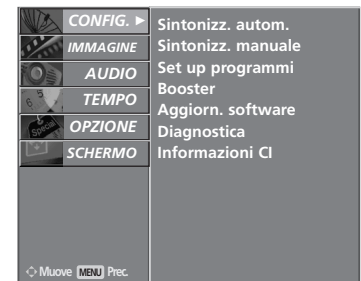 CONFIG. ►
IMMAGINE
AUDIO
TEMPO
OPZIONE
SCHERMO
Sintonizz. autom.
Sintonizz. manuale
Set up programmi
Booster
Aggiorn. software
Diagnostica
Informazioni CI
Muove MENU Prec.